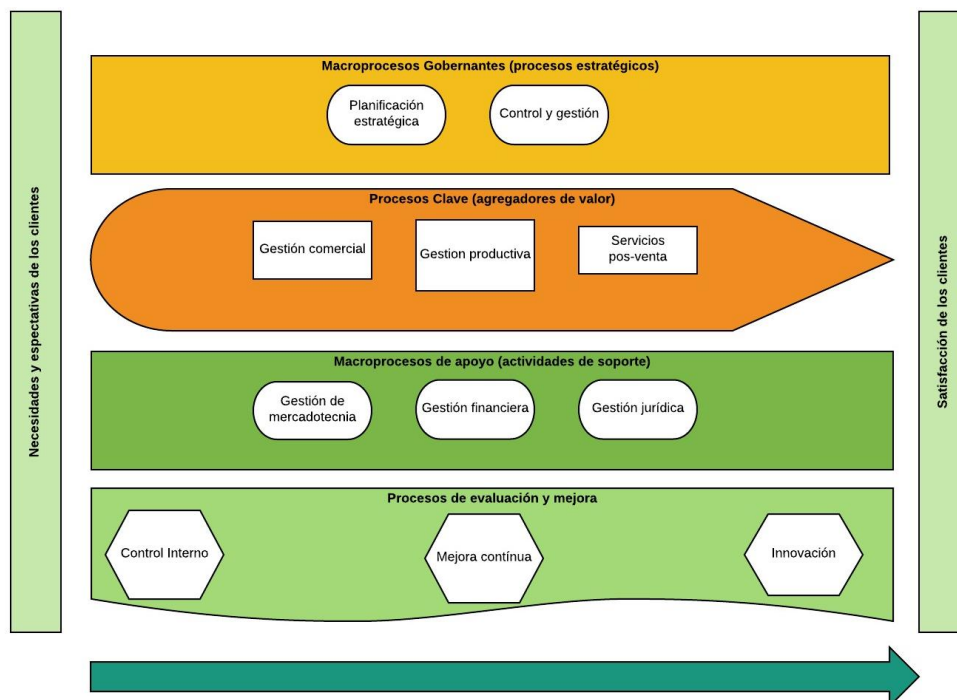 Necesidades y espectativas de los clientes
Macroprocesos Gobernantes (procesos estratégicos)
Planificación
estratégica
Control y gestión
Procesos Clave (agregadores de valor)
Gestión comercial
Gestion productiva
Servicios
pos-venta
Macroprocesos de apoyo (actividades de soporte)
Gestión de
mercadotecnia
Gestión financiera
Gestión jurídica
Procesos de evaluación y mejora
Control Interno
Mejora contínua
Innovación
Satisfacción de los clientes